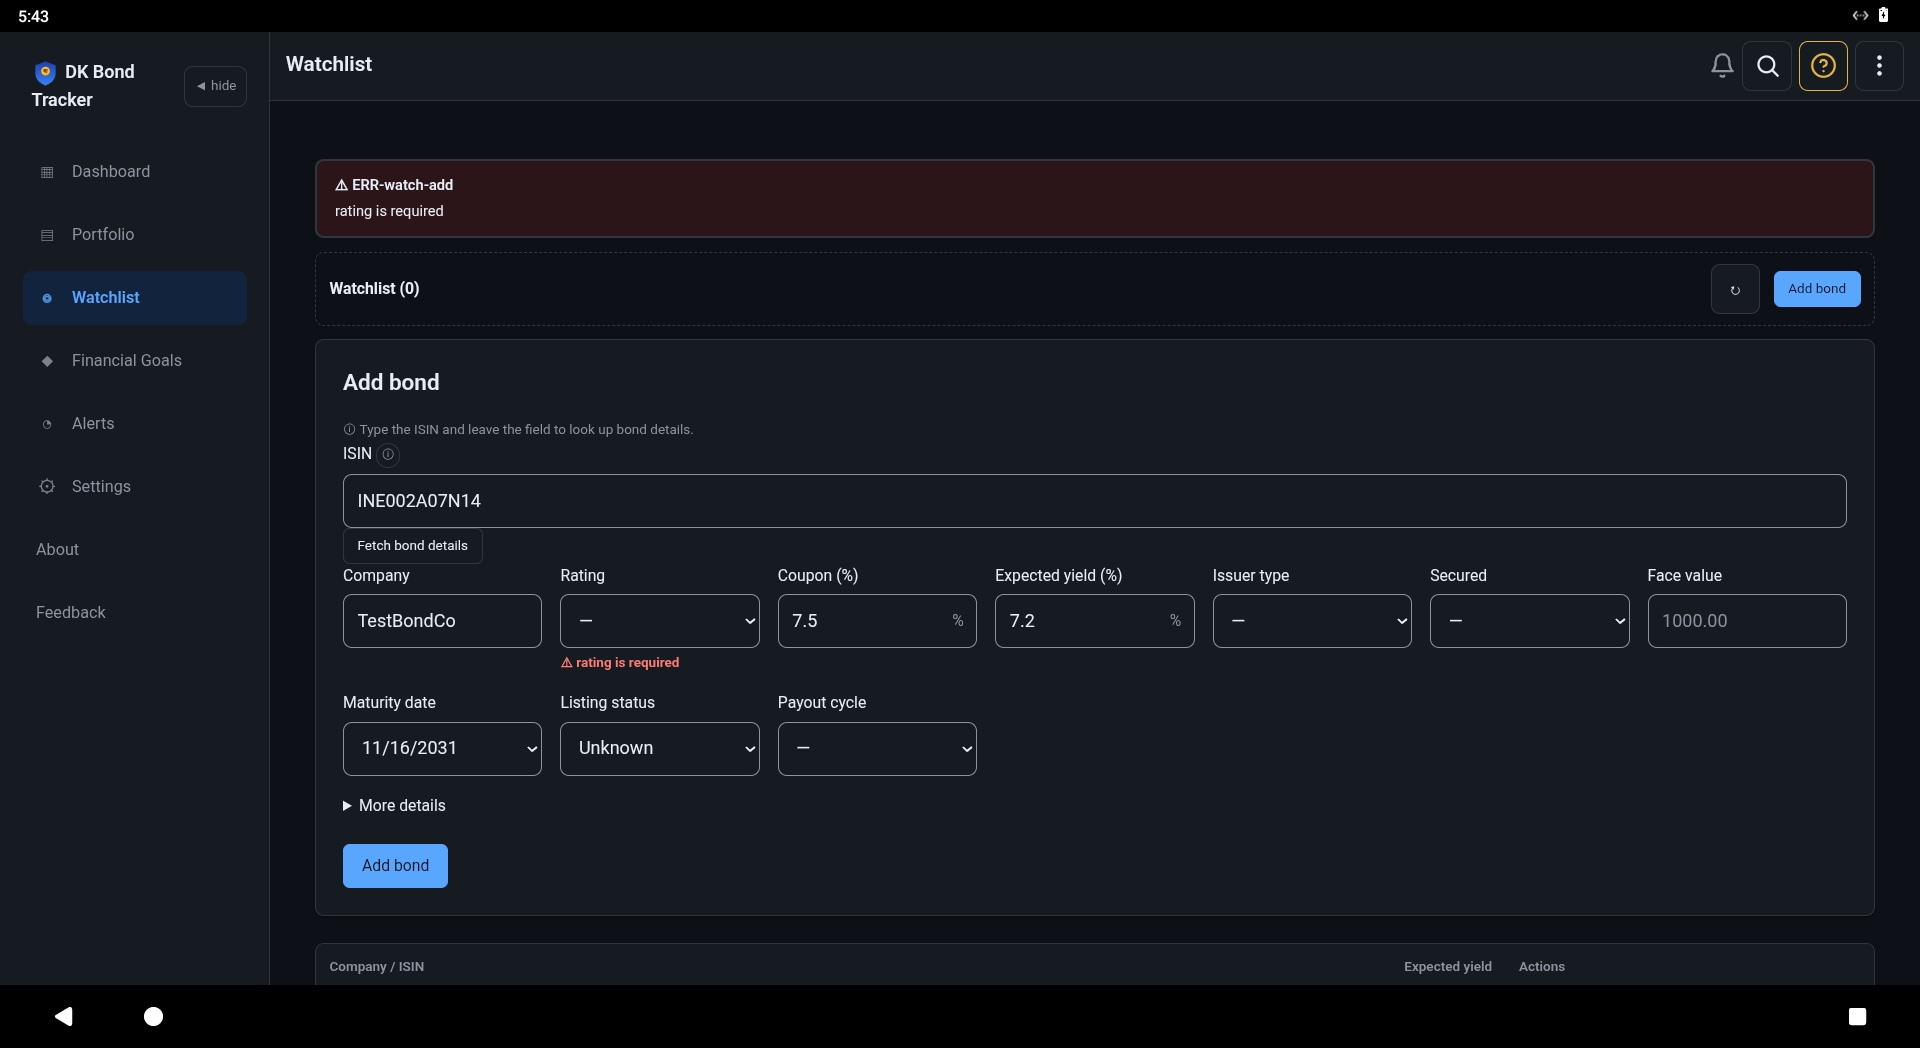 5:43
DK Bond Tracker
◄ hide
Watchlist
Dashboard
Portfolio
Watchlist
Financial Goals
Alerts
Settings
About
Feedback
⚠ ERR-watch-add
rating is required
Watchlist (0)
↻
Add bond
Add bond
ⓘ Type the ISIN and leave the field to look up bond details.
ISIN ⓘ
INE002A07N14
Fetch bond details
Company
Rating
Coupon (%)
Expected yield (%)
Issuer type
Secured
Face value
TestBondCo
—
7.5 %
7.2 %
—
—
1000.00
⚠ rating is required
Maturity date
Listing status
Payout cycle
11/16/2031
Unknown
—
▶ More details
Add bond
Company / ISIN
Expected yield
Actions